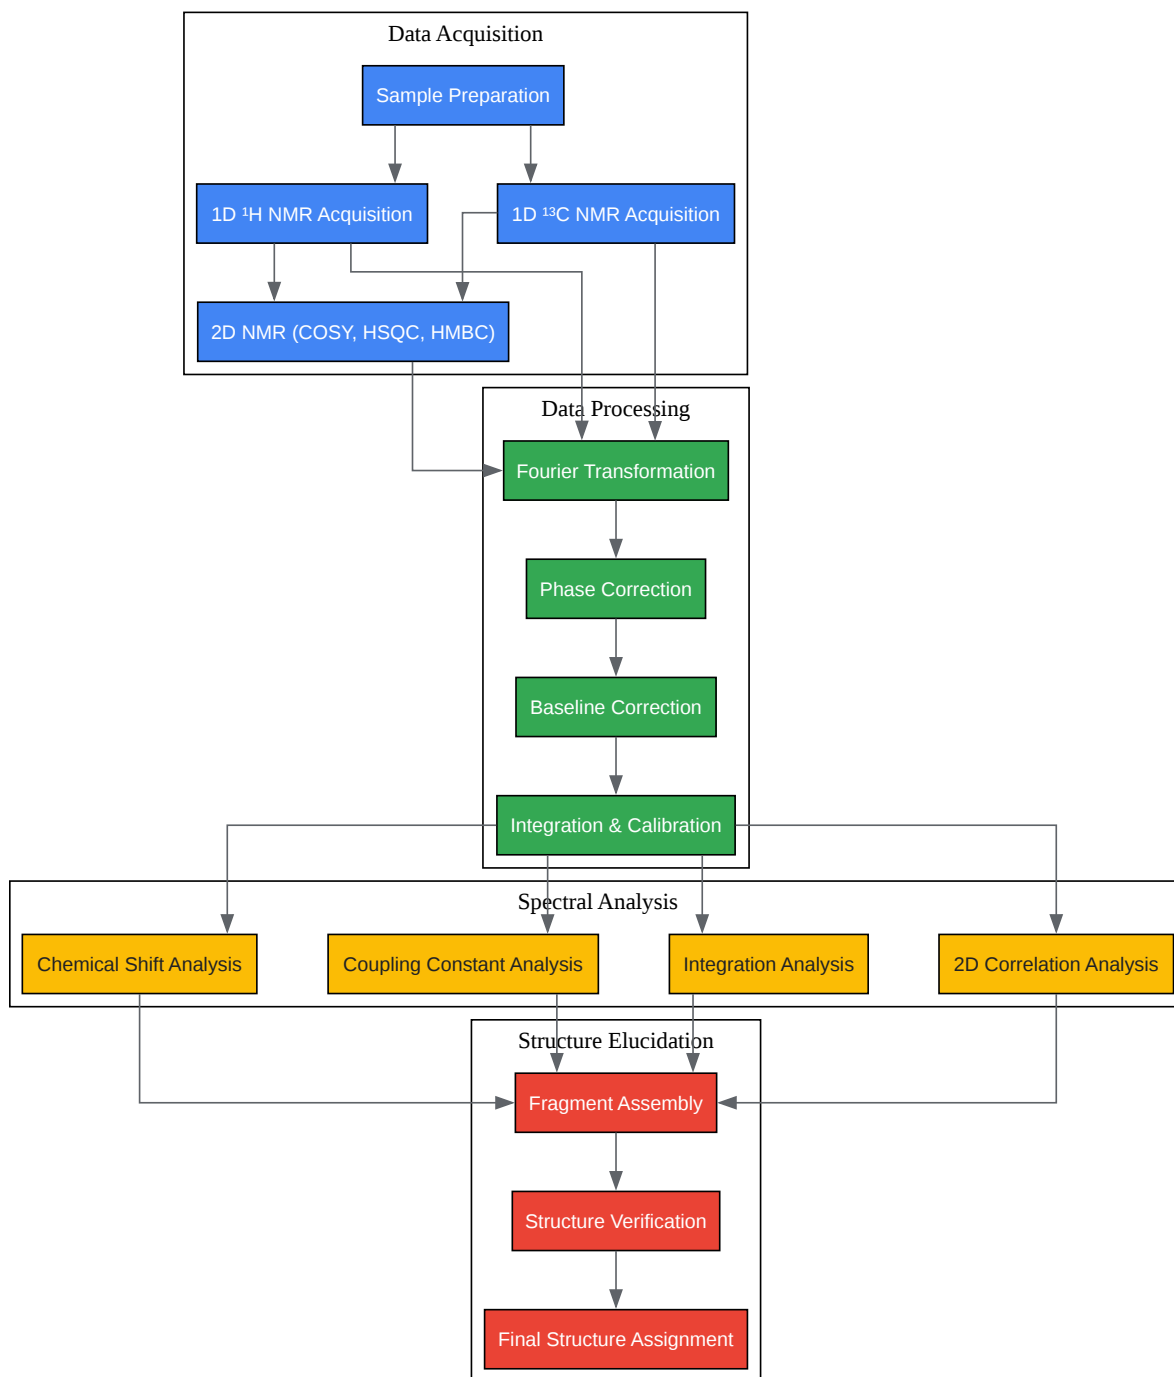 Data Acquisition
Sample Preparation
1D ¹H NMR Acquisition
1D ¹³C NMR Acquisition
2D NMR (COSY, HSQC, HMBC)
Data Processing
Fourier Transformation
Phase Correction
Baseline Correction
Integration & Calibration
Spectral Analysis
Chemical Shift Analysis
Coupling Constant Analysis
Integration Analysis
2D Correlation Analysis
Structure Elucidation
Fragment Assembly
Structure Verification
Final Structure Assignment